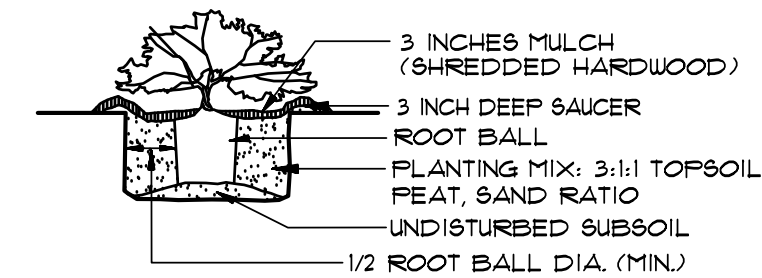 3 INCHES MULCH
(SHREDDED HARDWOOD)
3 INCH DEEP SAUCER
ROOT BALL
PLANTING MIX: 3:1:1 TOPSOIL
PEAT, SAND RATIO
UNDISTURBED SUBSOIL
1/2 ROOT BALL DIA. (MIN.)